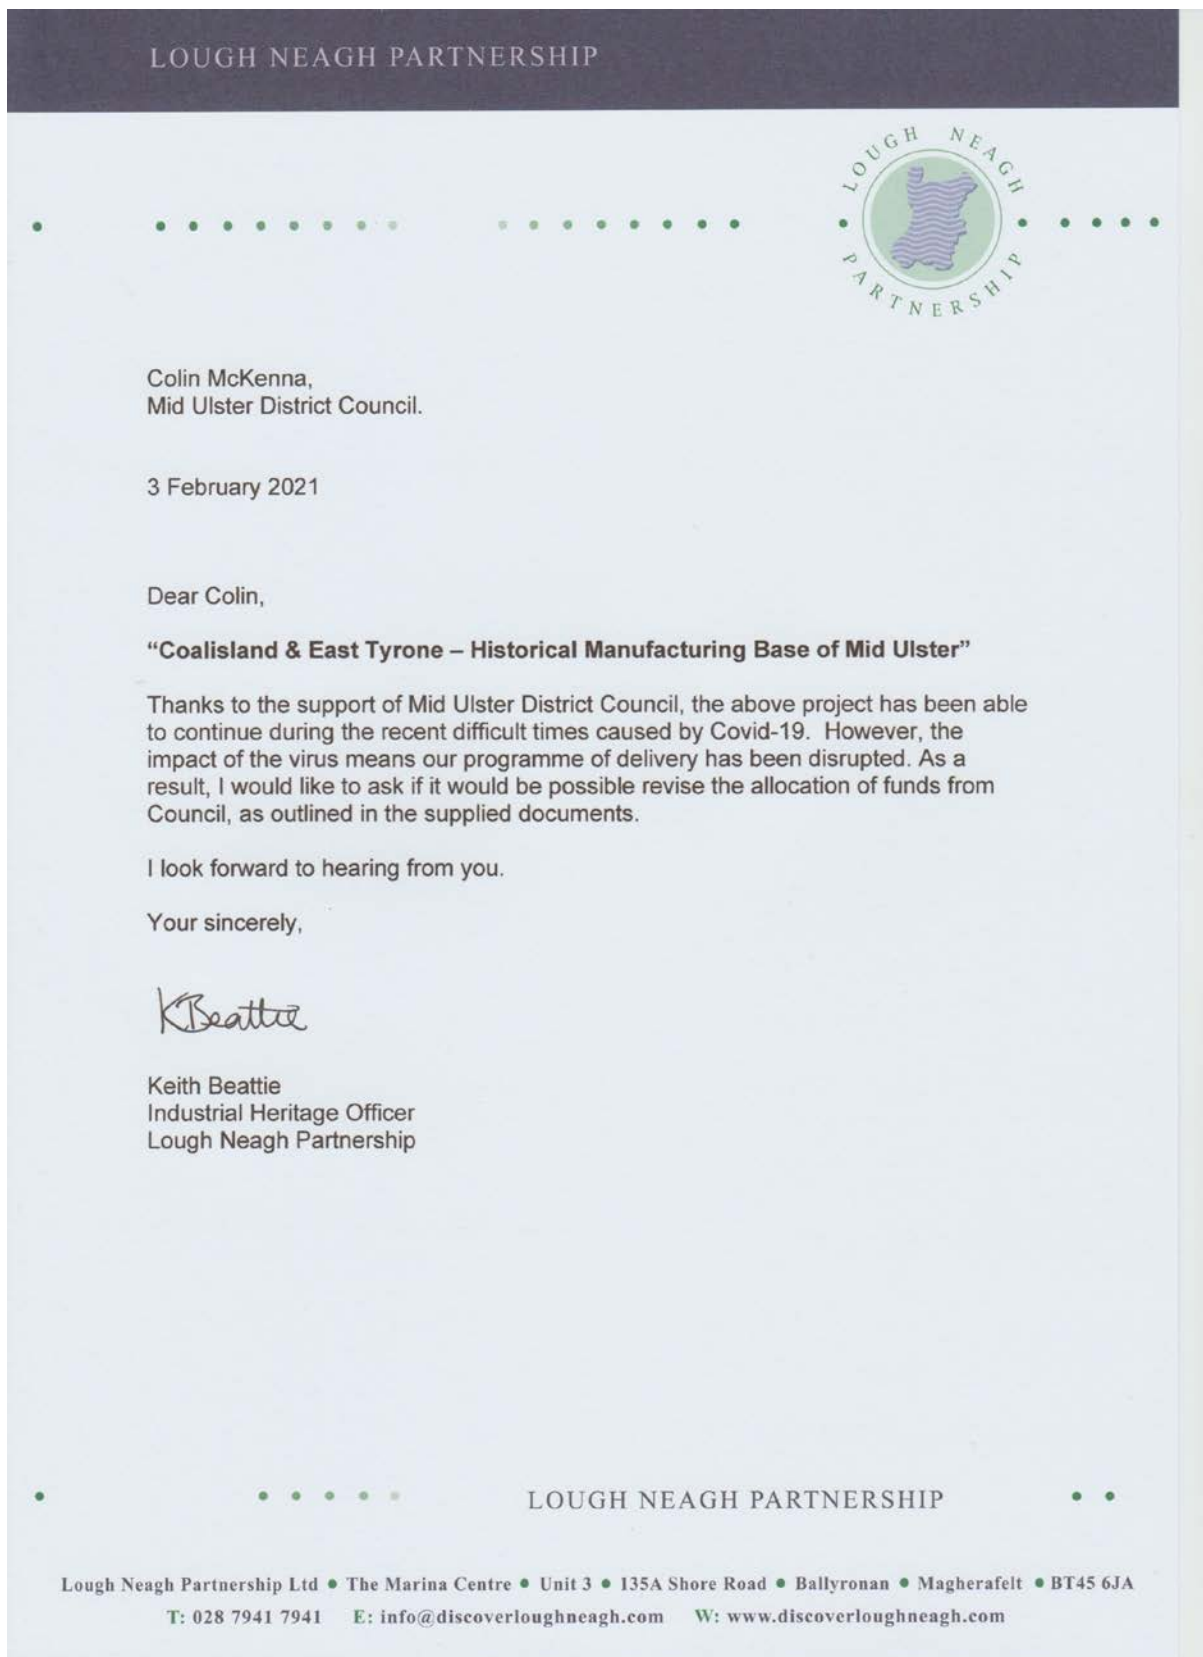 LOUGH NEAGH PARTNERSHIP
LOUGH NEAGH
PARTNERSHIP
Colin McKenna,
Mid Ulster District Council.
3 February 2021
Dear Colin,
“Coalisland & East Tyrone – Historical Manufacturing Base of Mid Ulster”
Thanks to the support of Mid Ulster District Council, the above project has been able
to continue during the recent difficult times caused by Covid-19.  However, the
impact of the virus means our programme of delivery has been disrupted. As a
result, I would like to ask if it would be possible revise the allocation of funds from
Council, as outlined in the supplied documents.
I look forward to hearing from you.
Your sincerely,
KBeattie
Keith Beattie
Industrial Heritage Officer
Lough Neagh Partnership
LOUGH NEAGH PARTNERSHIP
Lough Neagh Partnership Ltd • The Marina Centre • Unit 3 • 135A Shore Road • Ballyronan • Magherafelt • BT45 6JA
T: 028 7941 7941 E: info@discoverloughneagh.com W: www.discoverloughneagh.com